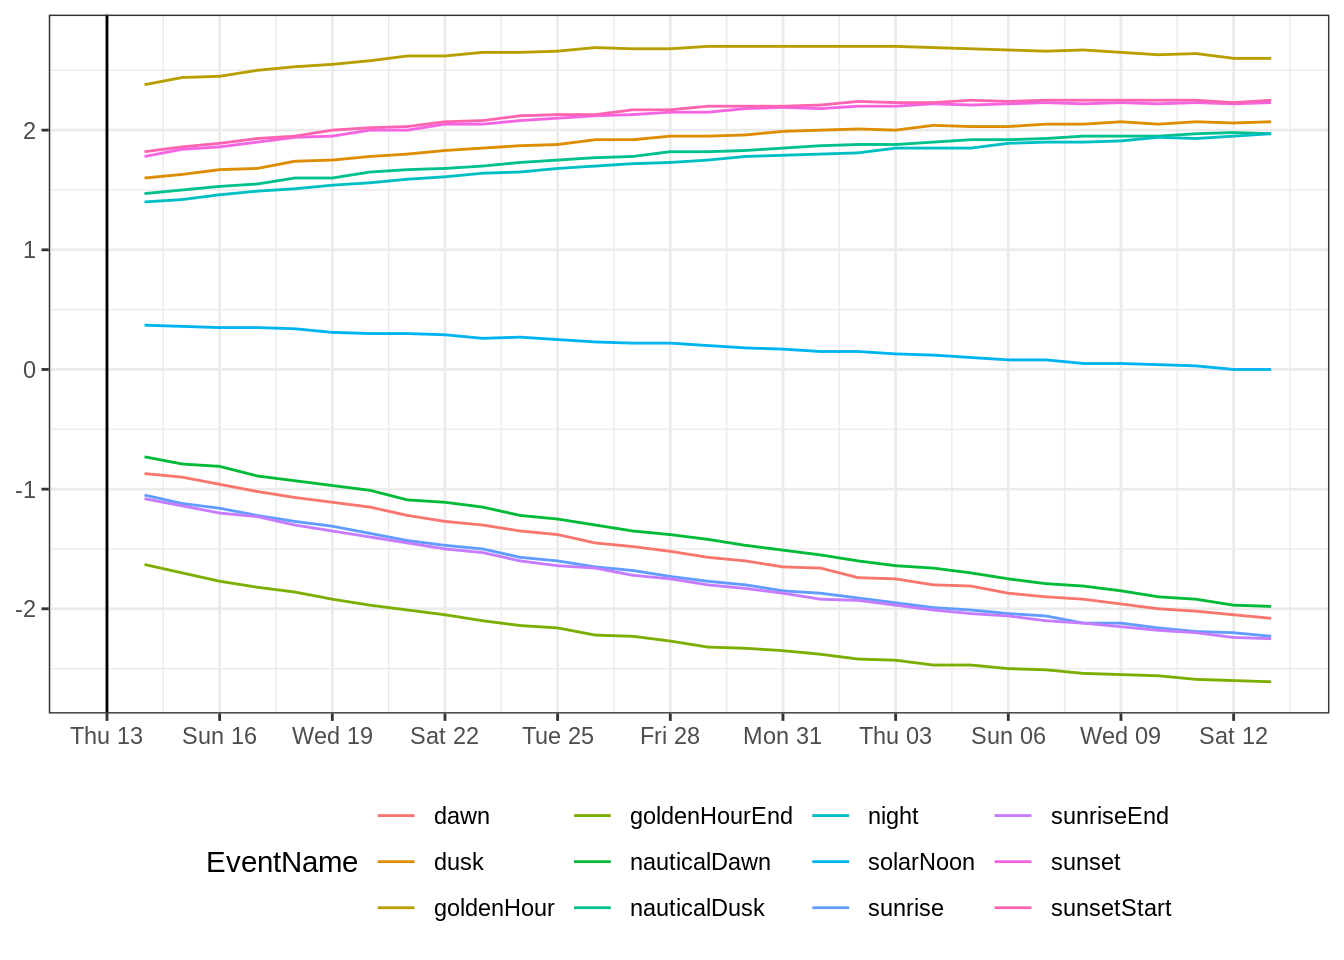 2
1
0
-1
-2
Thu 13 Sun 16 Wed 19 Sat 22 Tue 25 Fri 28 Mon 31 Thu 03 Sun 06 Wed 09 Sat 12
EventName
dawn
dusk
goldenHour
goldenHourEnd
nauticalDawn
nauticalDusk
night
solarNoon
sunrise
sunriseEnd
sunset
sunsetStart